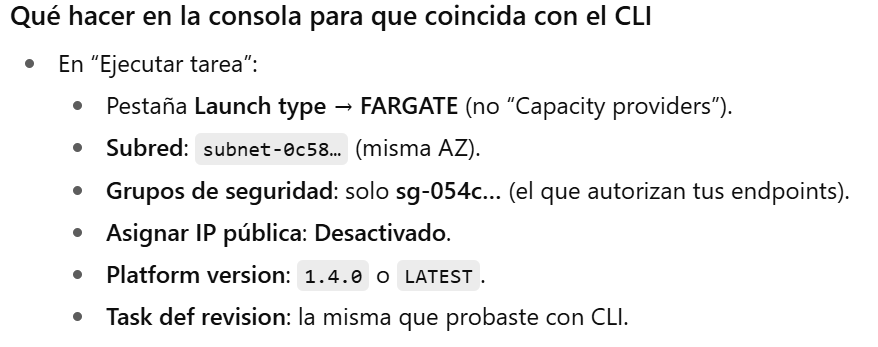 Qué hacer en la consola para que coincida con el CLI
• En “Ejecutar tarea”:
• Pestaña Launch type → FARGATE (no “Capacity providers”).
• Subred: subnet-0c58… (misma AZ).
• Grupos de seguridad: solo sg-054c… (el que autorizan tus endpoints).
• Asignar IP pública: Desactivado.
• Platform version: 1.4.0 o LATEST.
• Task def revision: la misma que probaste con CLI.